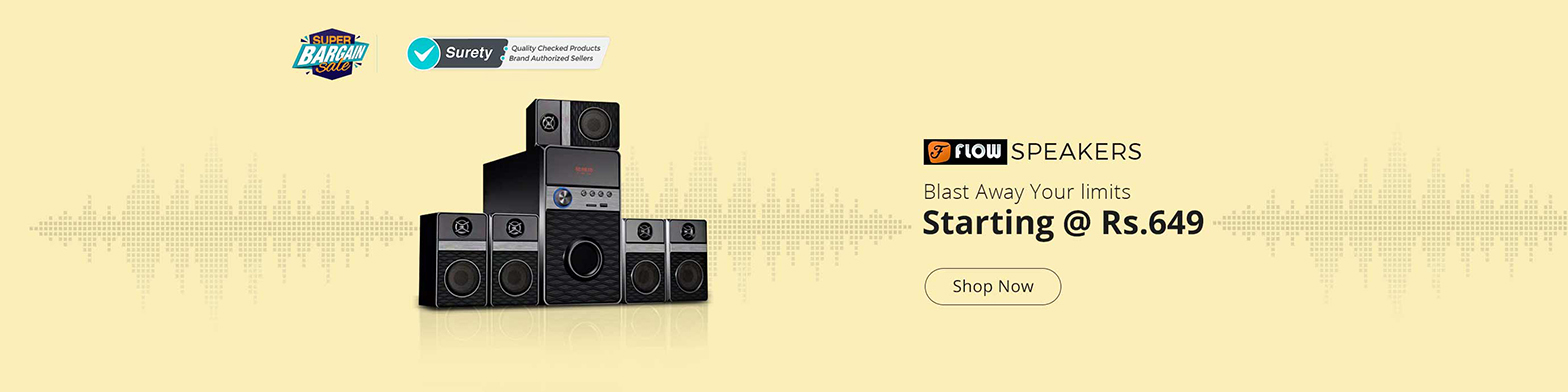 SUPER
BARGAIN
Sale
Surety
Quality Checked Products
Brand Authorized Sellers
F FLOW SPEAKERS
Blast Away Your limits
Starting @ Rs.649
Shop Now